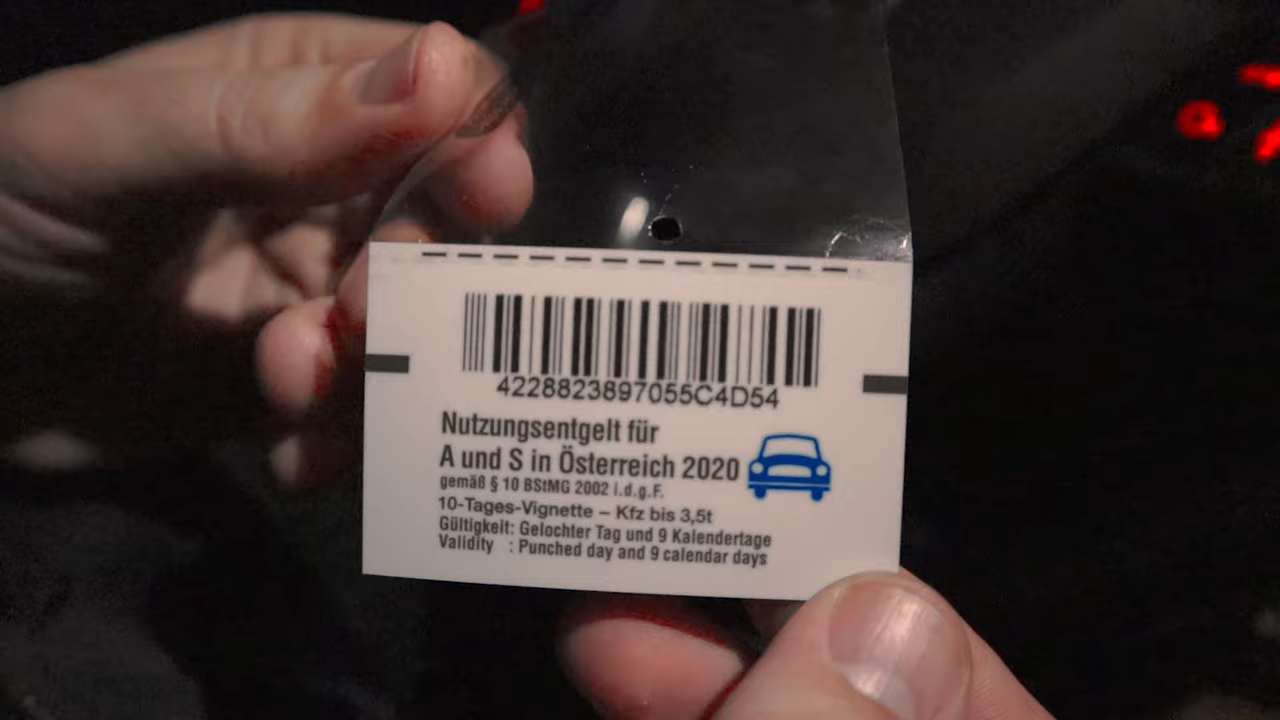 4228823897055C4D54
Nutzungsentgelt für
A und S in Österreich 2020
gemäß § 10 BStMG 2002 i.d.g.F.
10-Tages-Vignette – Kfz bis 3,5t
Gültigkeit: Gelochter Tag und 9 Kalendertage
Validity : Punched day and 9 calendar days